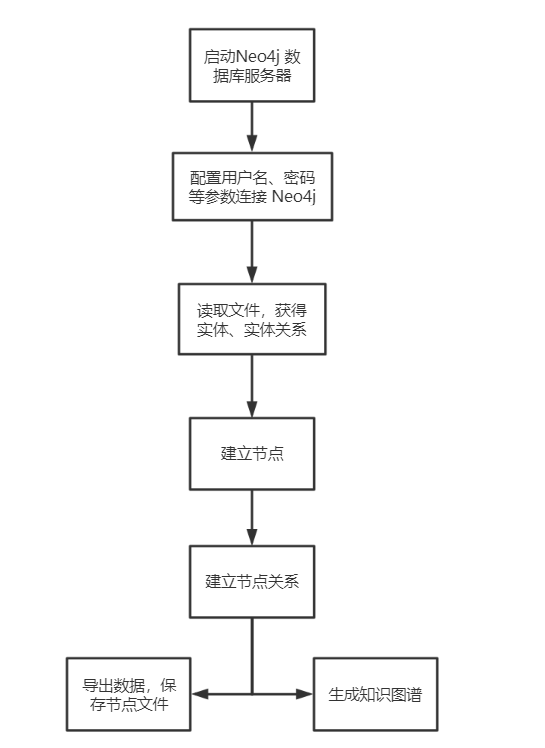 启动Neo4j 数
据库服务器
配置用户名、密码
等参数连接 Neo4j
读取文件，获得
实体、实体关系
建立节点
建立节点关系
导出数据，保
存节点文件
生成知识图谱